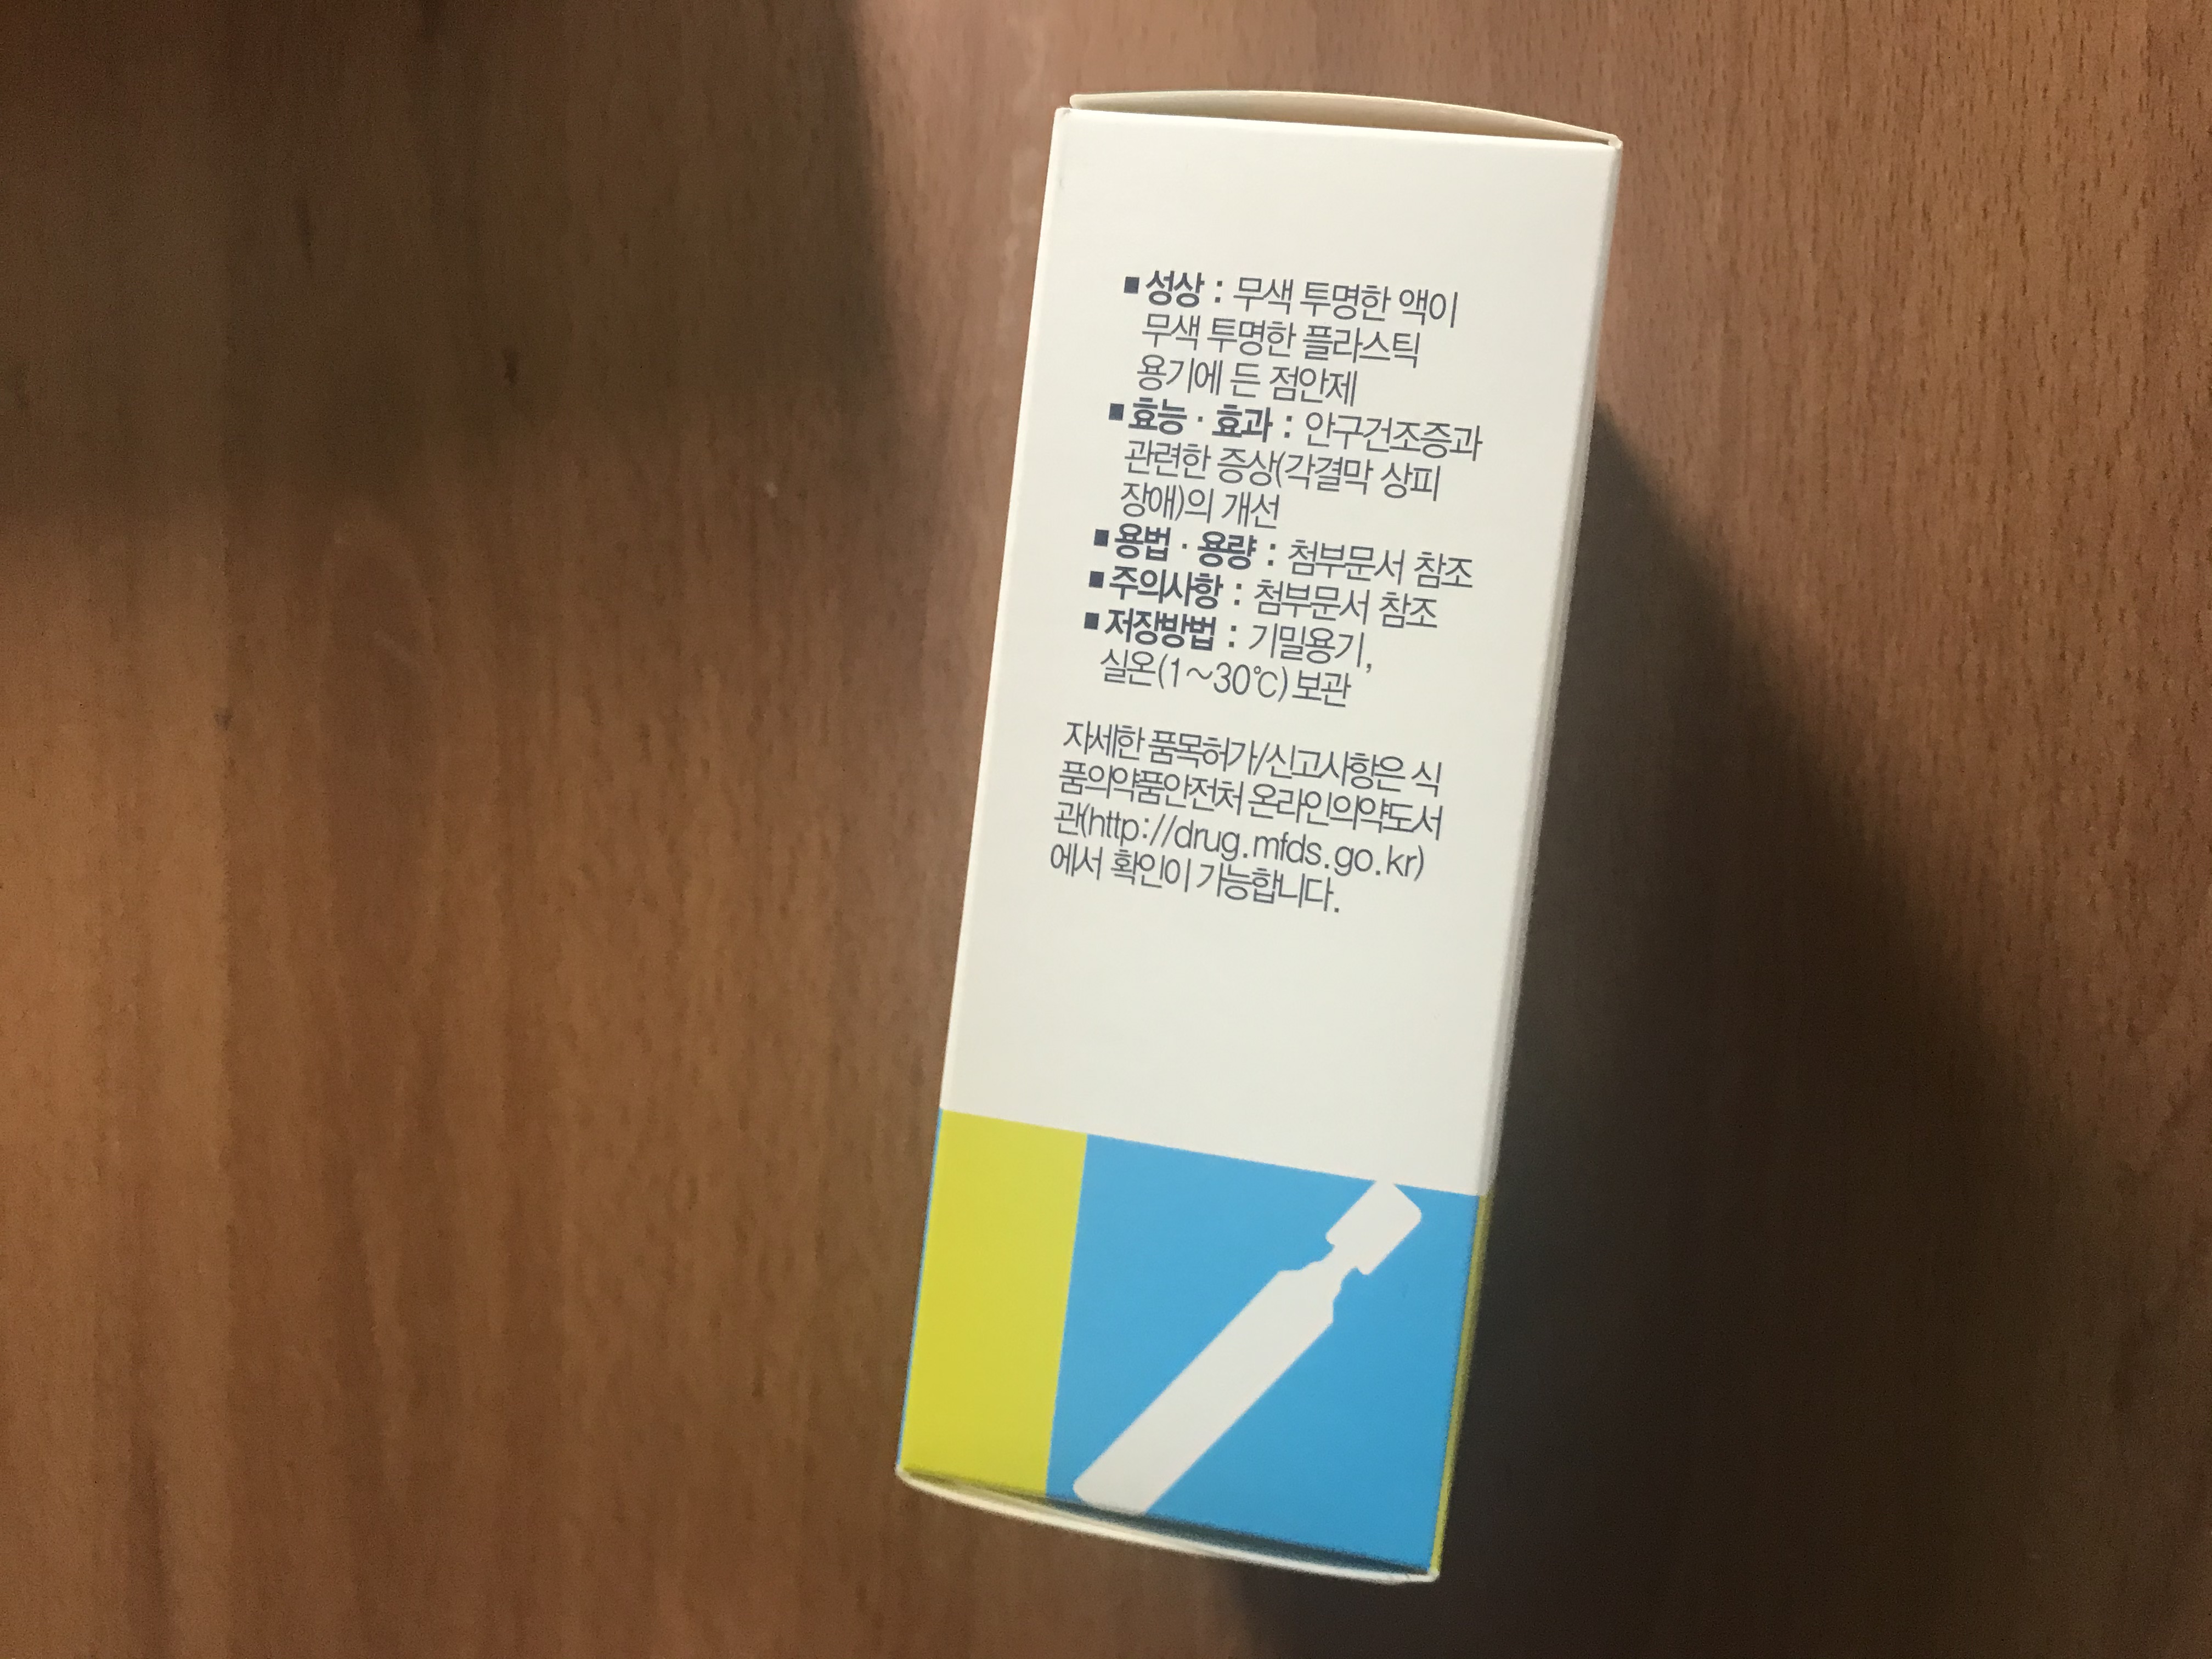 ■ 성상 : 무색 투명한 액이
무색 투명한 플라스틱
용기에 든 점안제
■ 효능 · 효과 : 안구건조증과
관련한 증상(각결막 상피
장애)의 개선
■ 용법 · 용량 : 첨부문서 참조
■ 주의사항 : 첨부문서 참조
■ 저장방법 : 기밀용기,
실온(1~30℃) 보관
자세한 품목허가/신고사항은 식
품의약품안전처 온라인의약도서
관(http://drug.mfds.go.kr)
에서 확인이 가능합니다.